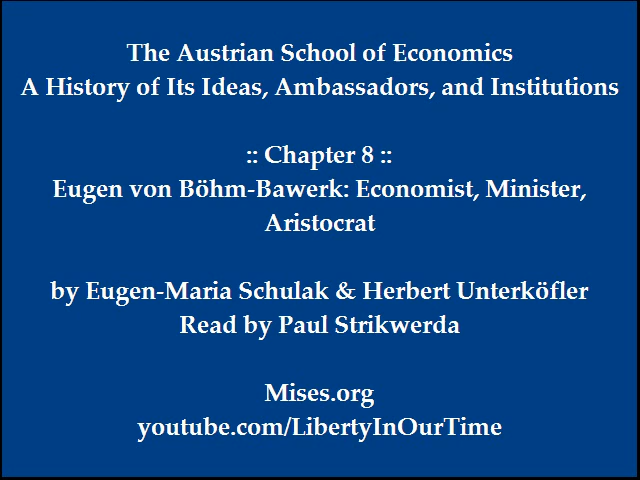 The Austrian School of Economics
A History of Its Ideas, Ambassadors, and Institutions
:: Chapter 8 ::
Eugen von Böhm-Bawerk: Economist, Minister,
Aristocrat
by Eugen-Maria Schulak & Herbert Unterköfler
Read by Paul Strikwerda
Mises.org
youtube.com/LibertyInOurTime